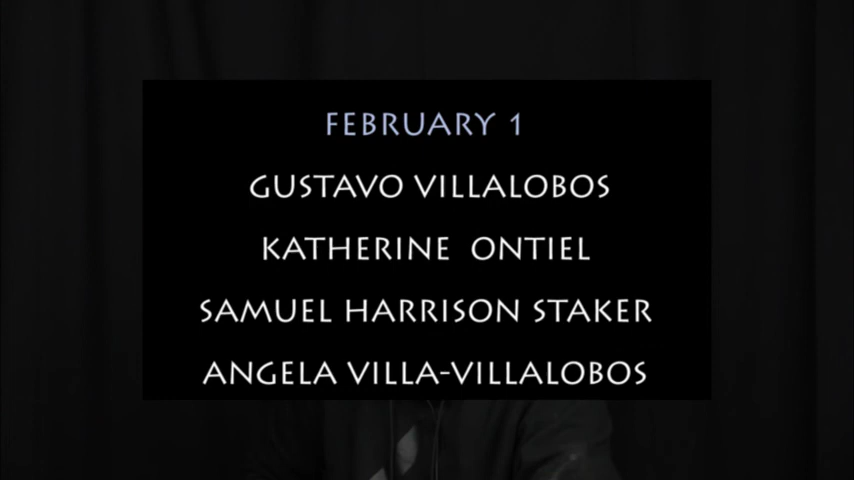 FEBRUARY 1
GUSTAVO VILLALOBOS
KATHERINE ONTIEL
SAMUEL HARRISON STAKER
ANGELA VILLA-VILLALOBOS